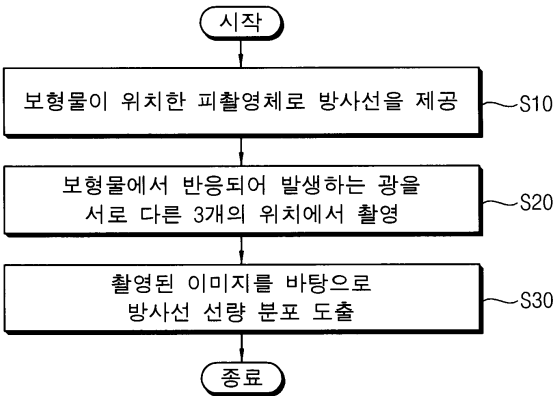 시작
보형물이 위치한 피촬영체로 방사선을 제공
S10
보형물에서 반응되어 발생하는 광을
서로 다른 3개의 위치에서 촬영
S20
촬영된 이미지를 바탕으로
방사선 선량 분포 도출
S30
종료